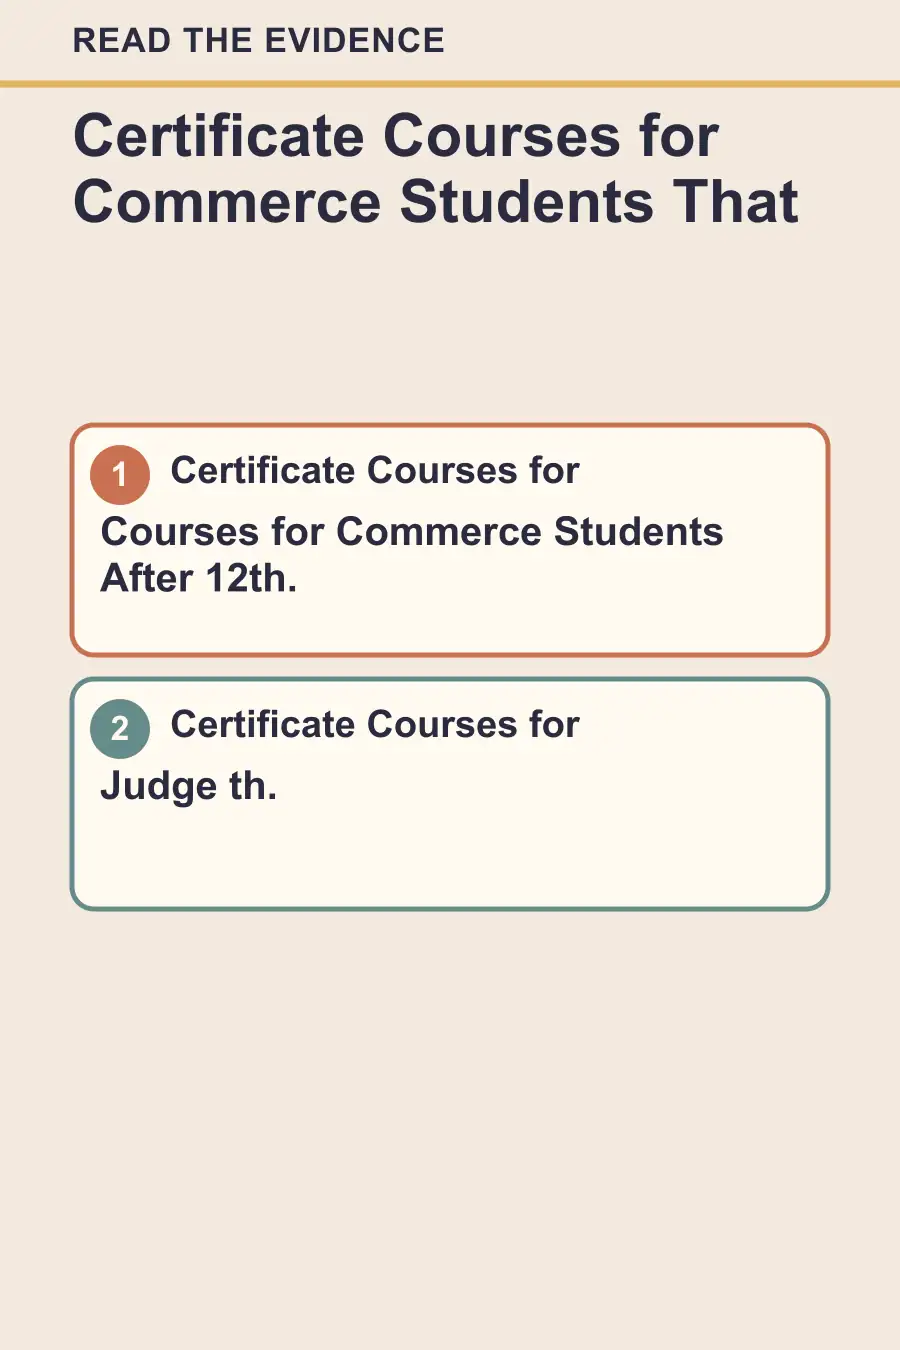 READ THE EVIDENCE
Certificate Courses for
Commerce Students That
1 Certificate Courses for
Courses for Commerce Students
After 12th.
2 Certificate Courses for
Judge th.